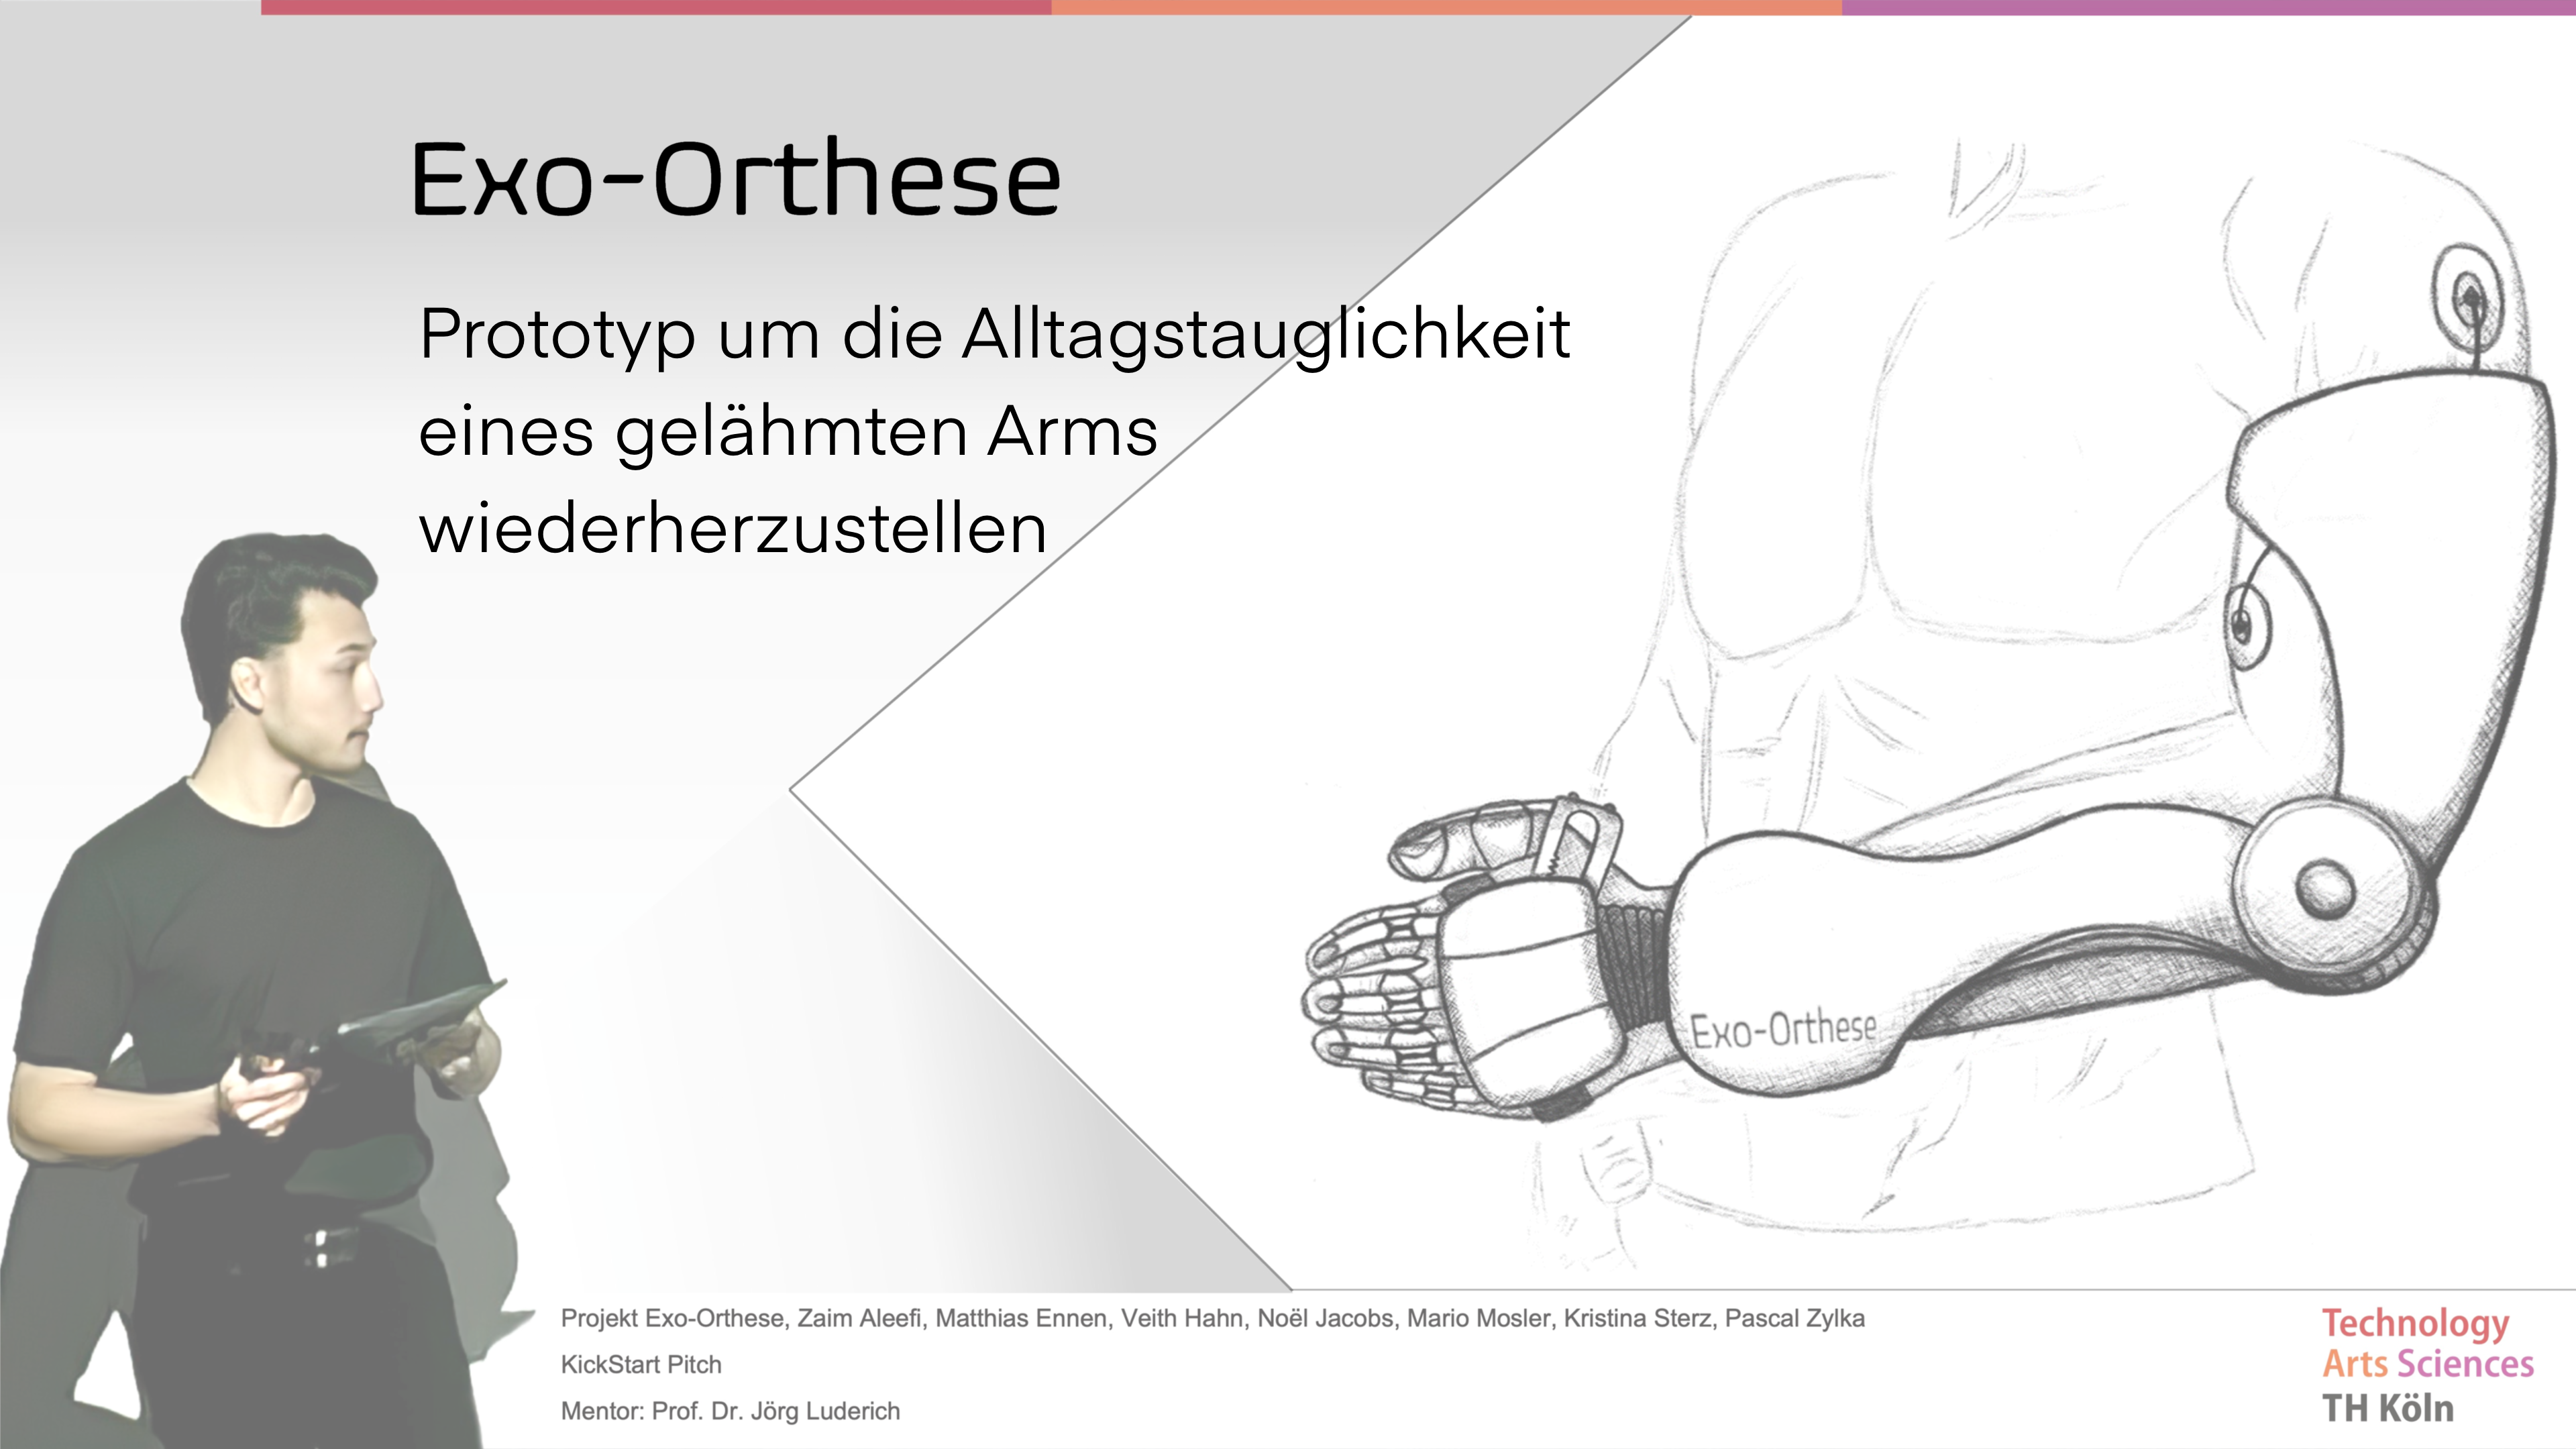 Exo-Orthese
Prototyp um die Alltagstauglichkeit
eines gelähmten Arms
wiederherzustellen
Exo-Orthese
Projekt Exo-Orthese, Zaim Aleefi, Matthias Ennen, Veith Hahn, Noël Jacobs, Mario Mosler, Kristina Sterz, Pascal Zylka
KickStart Pitch
Mentor: Prof. Dr. Jörg Luderich
Technology
Arts Sciences
TH Köln